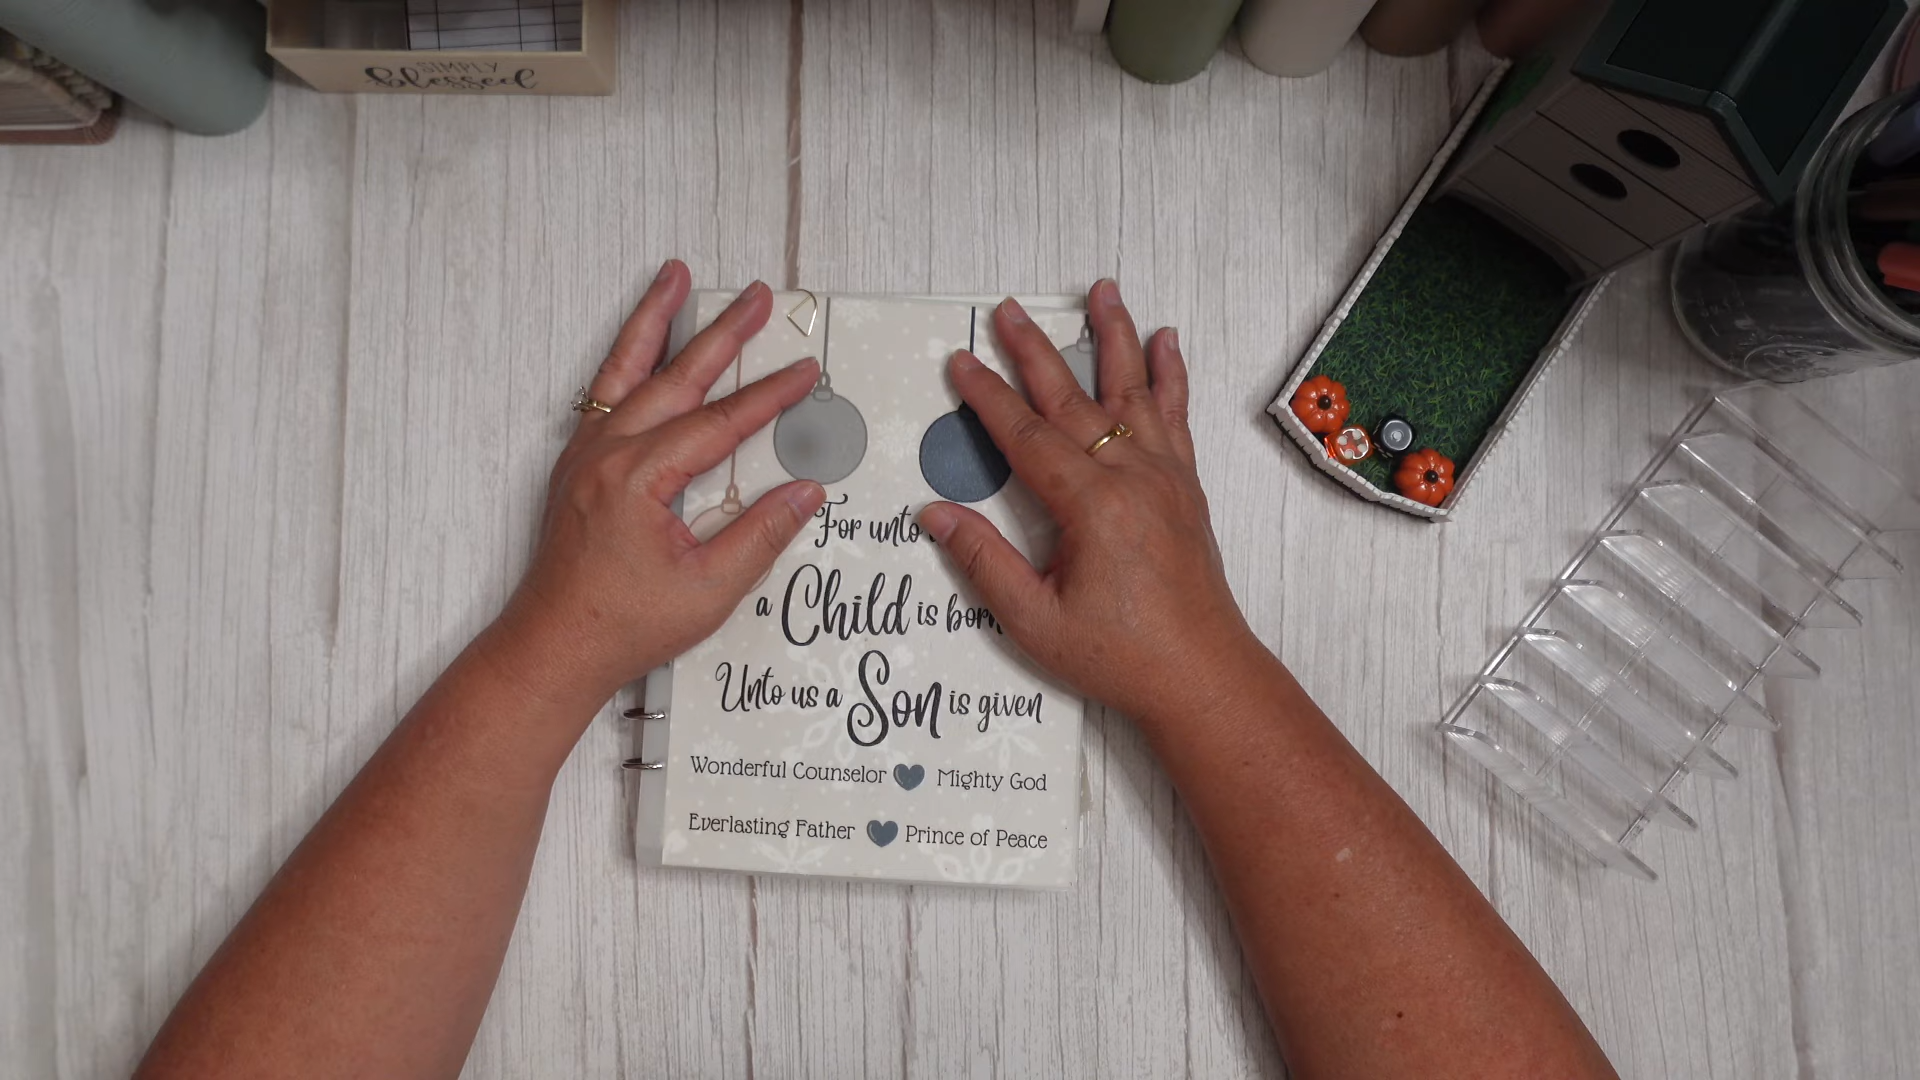 SIMPLY
blessed
For unto
a Child is born
Unto us a Son is given
Wonderful Counselor Mighty God
Everlasting Father Prince of Peace